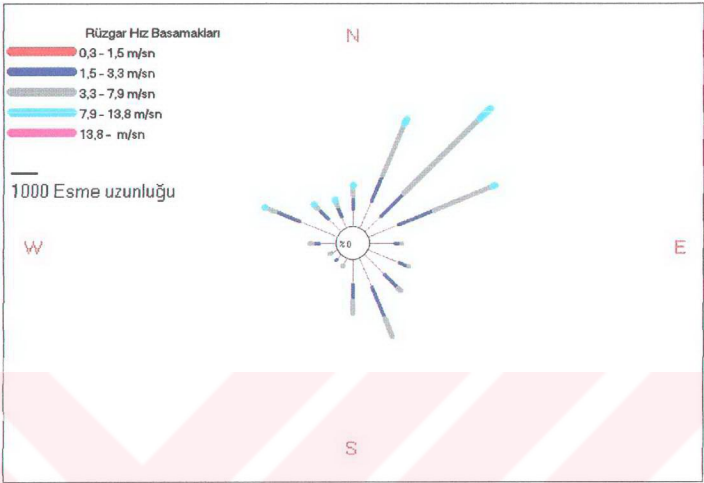 Rüzgar Hız Basamakları
0,3 - 1,5 m/sn
1,5 - 3,3 m/sn
3,3 - 7,9 m/sn
7,9 - 13,8 m/sn
13,8 - m/sn
1000 Esme uzunluğu
N
W
%0
E
S